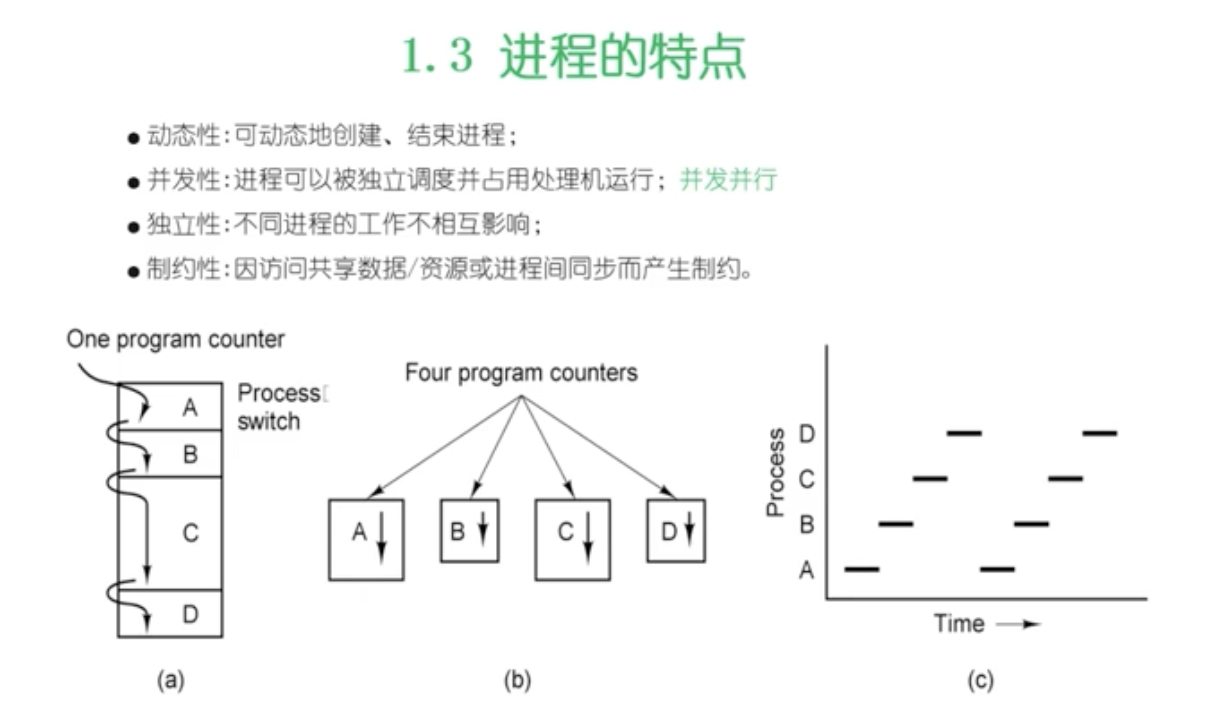 1.3 进程的特点
● 动态性:可动态地创建、结束进程;
● 并发性:进程可以被独立调度并占用处理机运行; 并发并行
● 独立性:不同进程的工作不相互影响;
● 制约性:因访问共享数据/资源或进程间同步而产生制约。
One program counter
Process
switch
A
B
C
D
(a)
Four program counters
A
B
C
D
(b)
Process
D
C
B
A
Time
(c)